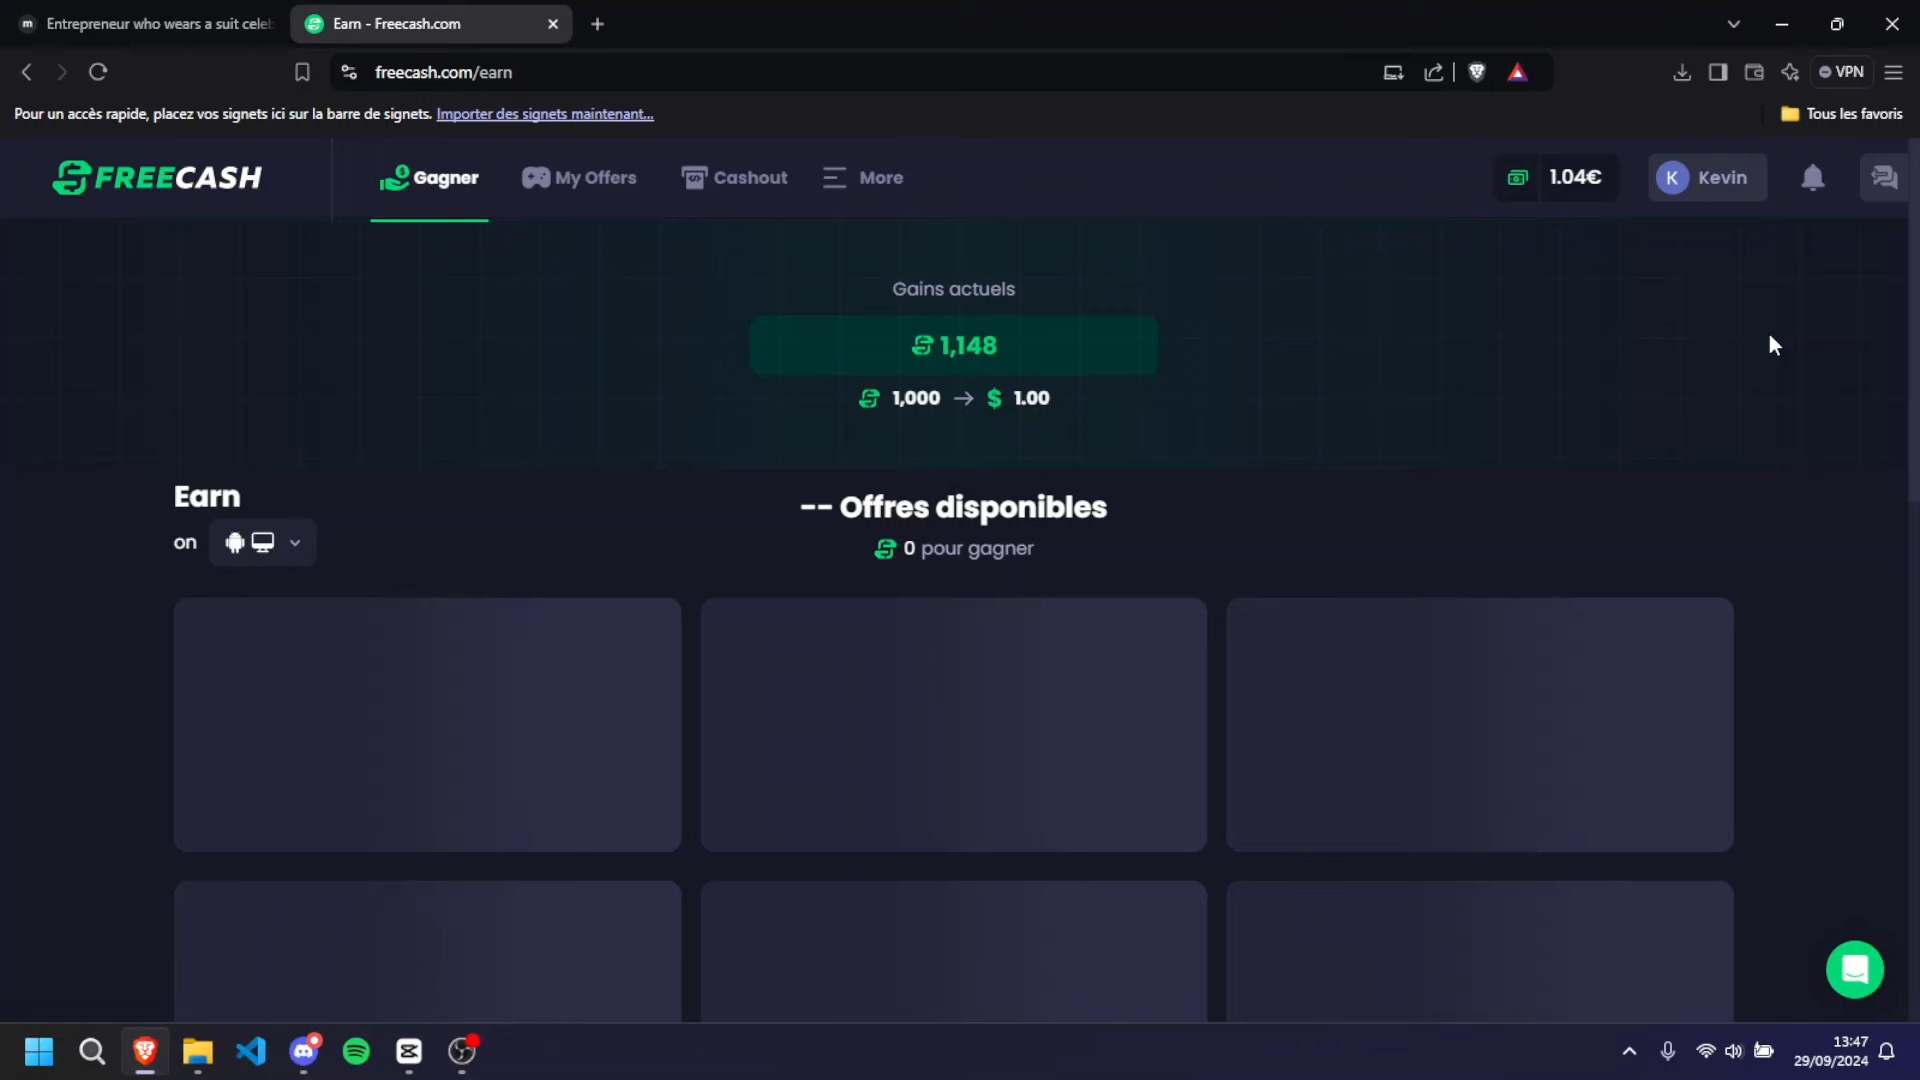 Entrepreneur who wears a suit celeb
Earn - Freecash.com
freecash.com/earn
VPN
Pour un accès rapide, placez vos signets ici sur la barre de signets. Importer des signets maintenant...
Tous les favoris
FREECASH
Gagner
My Offers
Cashout
More
1.04€
K Kevin
Gains actuels
1,148
1,000 → $ 1.00
Earn
on
-- Offres disponibles
0 pour gagner
13:47
29/09/2024